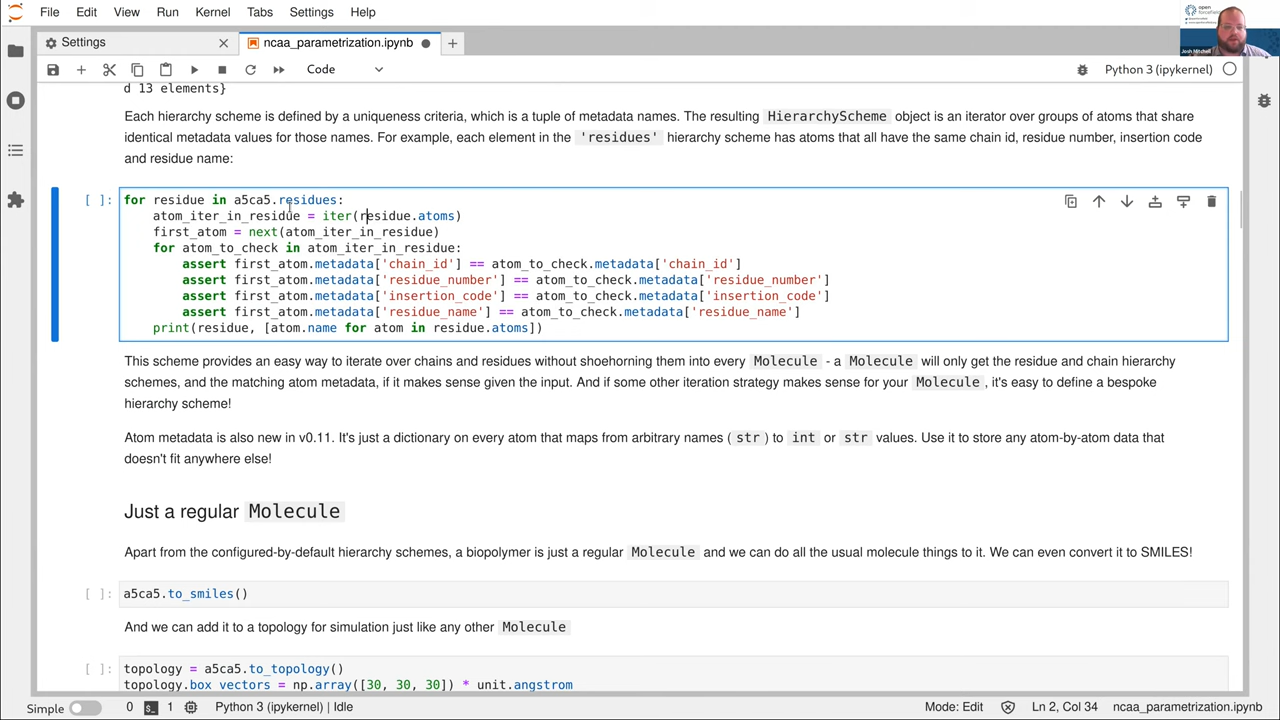 File Edit View Run Kernel Tabs Settings Help
open
forcefield
Josh Mitchell
Settings
ncaa_parametrization.ipynb
Code
Python 3 (ipykernel)
d 13 elements}
Each hierarchy scheme is defined by a uniqueness criteria, which is a tuple of metadata names. The resulting HierarchyScheme object is an iterator over groups of atoms that share
identical metadata values for those names. For example, each element in the 'residues' hierarchy scheme has atoms that all have the same chain id, residue number, insertion code
and residue name:
[ ]:
for residue in a5ca5.residues:
    atom_iter_in_residue = iter(residue.atoms)
    first_atom = next(atom_iter_in_residue)
    for atom_to_check in atom_iter_in_residue:
        assert first_atom.metadata['chain_id'] == atom_to_check.metadata['chain_id']
        assert first_atom.metadata['residue_number'] == atom_to_check.metadata['residue_number']
        assert first_atom.metadata['insertion_code'] == atom_to_check.metadata['insertion_code']
        assert first_atom.metadata['residue_name'] == atom_to_check.metadata['residue_name']
    print(residue, [atom.name for atom in residue.atoms])
This scheme provides an easy way to iterate over chains and residues without shoehorning them into every Molecule - a Molecule will only get the residue and chain hierarchy
schemes, and the matching atom metadata, if it makes sense given the input. And if some other iteration strategy makes sense for your Molecule, it's easy to define a bespoke
hierarchy scheme!
Atom metadata is also new in v0.11. It's just a dictionary on every atom that maps from arbitrary names ( str ) to int or str values. Use it to store any atom-by-atom data that
doesn't fit anywhere else!
Just a regular Molecule
Apart from the configured-by-default hierarchy schemes, a biopolymer is just a regular Molecule and we can do all the usual molecule things to it. We can even convert it to SMILES!
[ ]:
a5ca5.to_smiles()
And we can add it to a topology for simulation just like any other Molecule
[ ]:
topology = a5ca5.to_topology()
topology.box_vectors = np.array([30, 30, 30]) * unit.angstrom
Simple 0 1 Python 3 (ipykernel) | Idle
Mode: Edit Ln 2, Col 34 ncaa_parametrization.ipynb